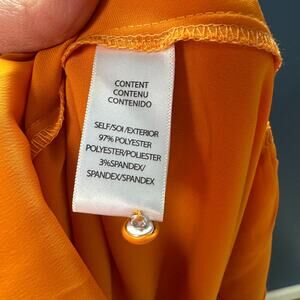 CONTENT
CONTENU
CONTENIDO
SELF/SOI/EXTERIOR
97% POLYESTER
POLYESTER/POLIESTER
3%SPANDEX/
SPANDEX/SPANDEX